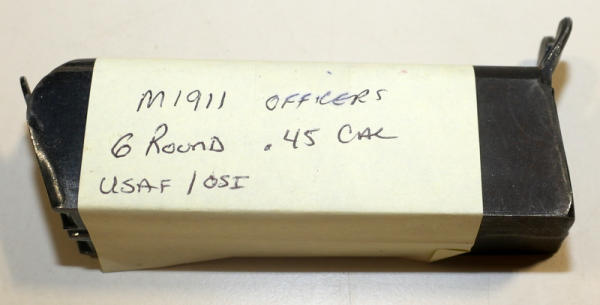 M1911 OFFICERS
6 ROUND .45 CAL
USAF / OSI